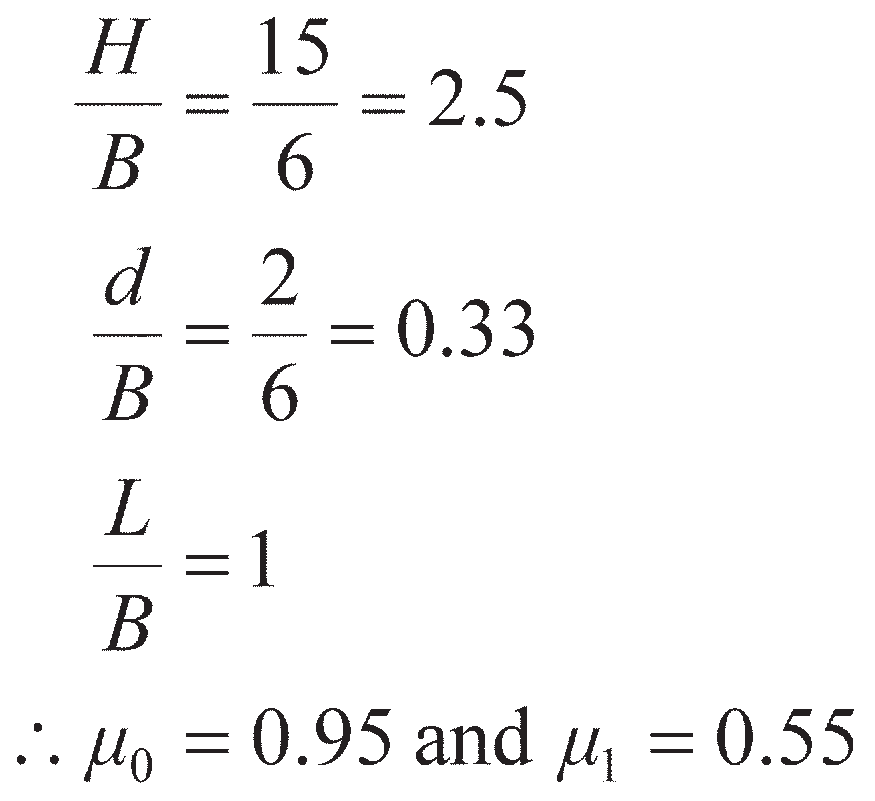 H/B = 15/6 = 2.5
d/B = 2/6 = 0.33
L/B = 1
∴ μ₀ = 0.95 and μ₁ = 0.55